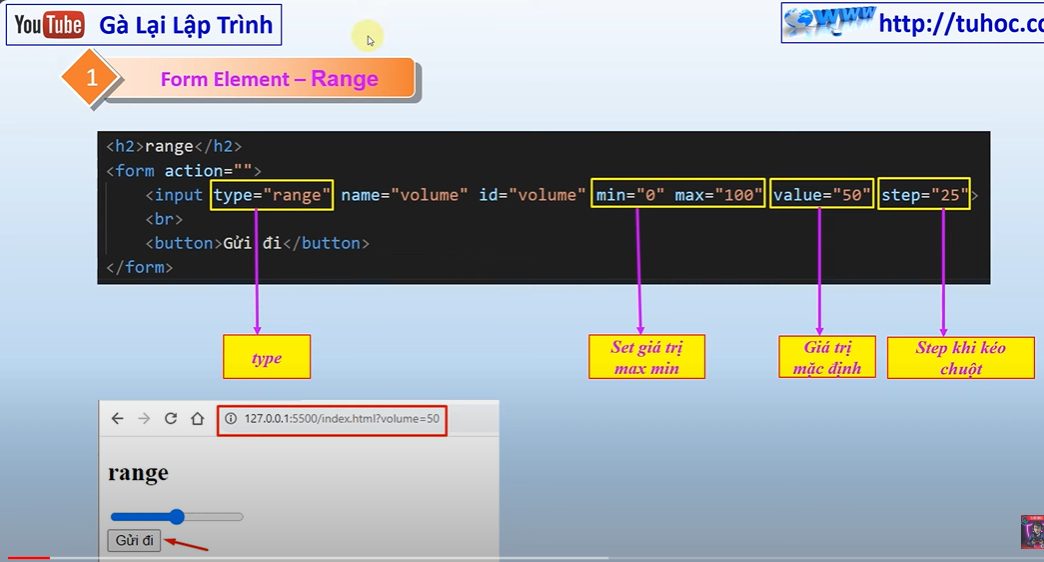 YouTube Gà Lại Lập Trình
www http://tuhoc.co
1 Form Element – Range
<h2>range</h2>
<form action="">
<input type="range" name="volume" id="volume" min="0" max="100" value="50" step="25">
<br>
<button>Gửi đi</button>
</form>
type
Set giá trị
max min
Giá trị
mặc định
Step khi kéo
chuột
127.0.0.1:5500/index.html?volume=50
range
Gửi đi